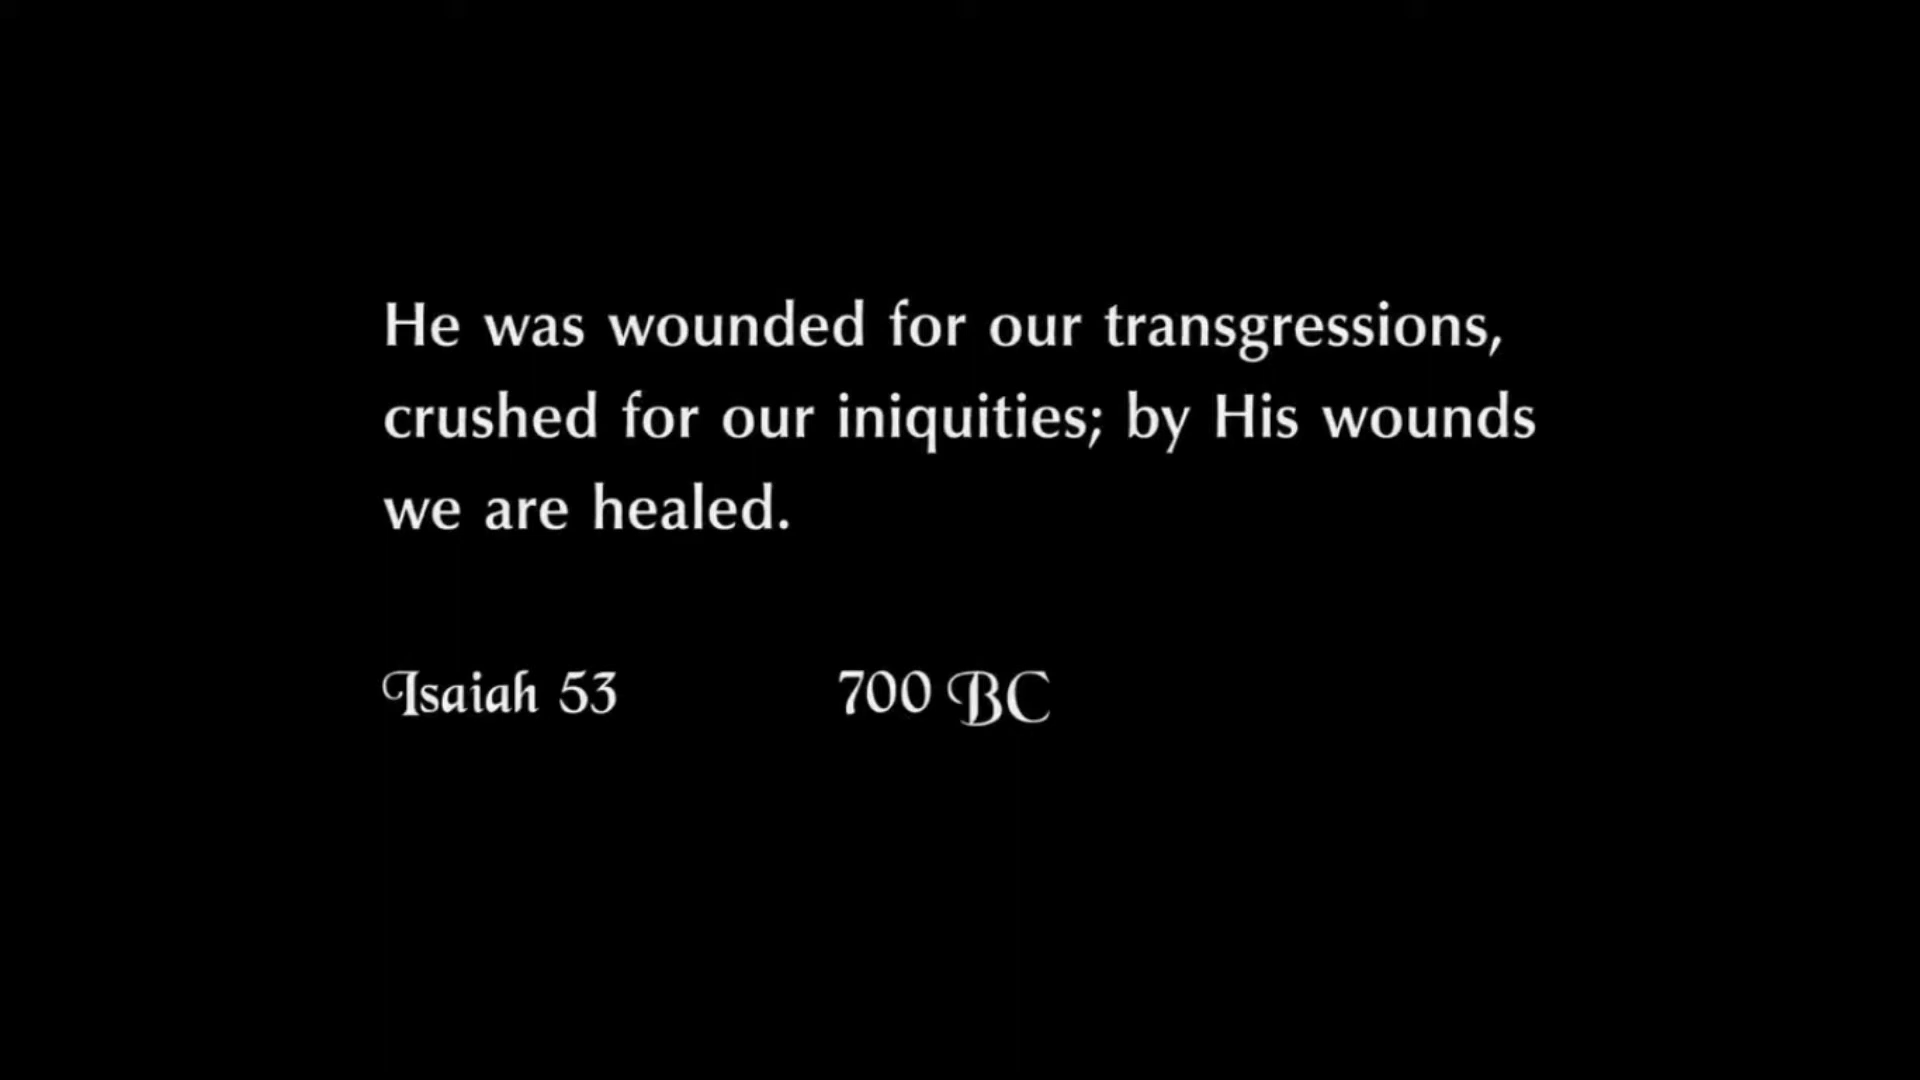 He was wounded for our transgressions,
crushed for our iniquities; by His wounds
we are healed.
Isaiah 53 700 BC